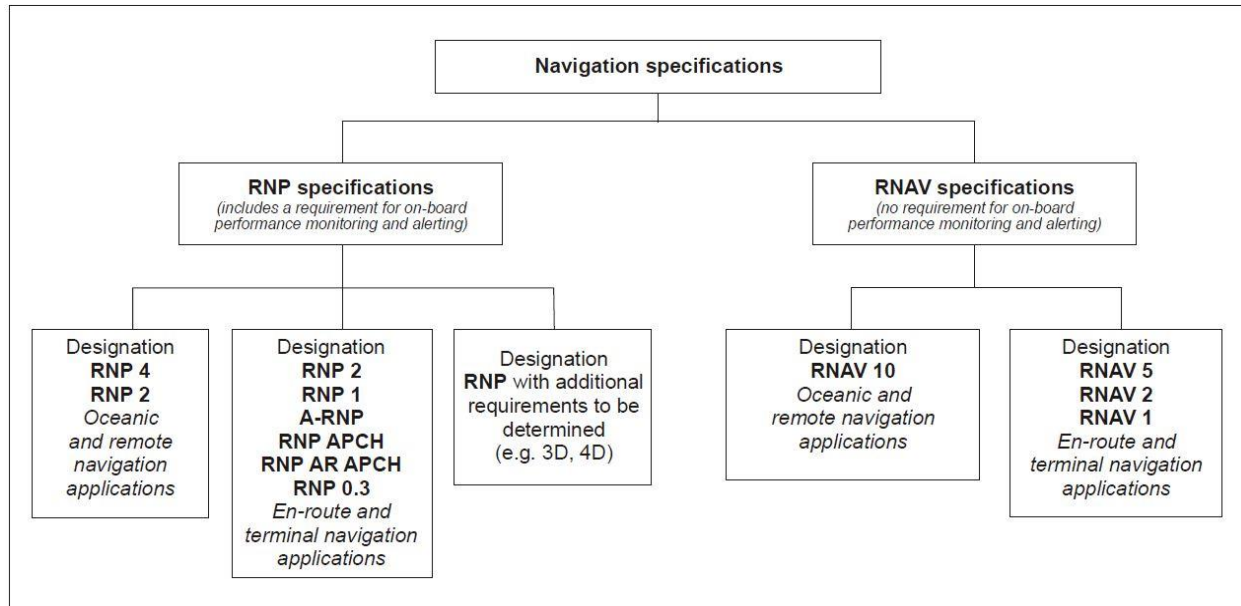 Navigation specifications
RNP specifications
(includes a requirement for on-board
performance monitoring and alerting)
RNAV specifications
(no requirement for on-board
performance monitoring and alerting)
Designation
RNP 4
RNP 2
Oceanic
and remote
navigation
applications
Designation
RNP 2
RNP 1
A-RNP
RNP APCH
RNP AR APCH
RNP 0.3
En-route and
terminal navigation
applications
Designation
RNP with additional
requirements to be
determined
(e.g. 3D, 4D)
Designation
RNAV 10
Oceanic and
remote navigation
applications
Designation
RNAV 5
RNAV 2
RNAV 1
En-route and
terminal navigation
applications